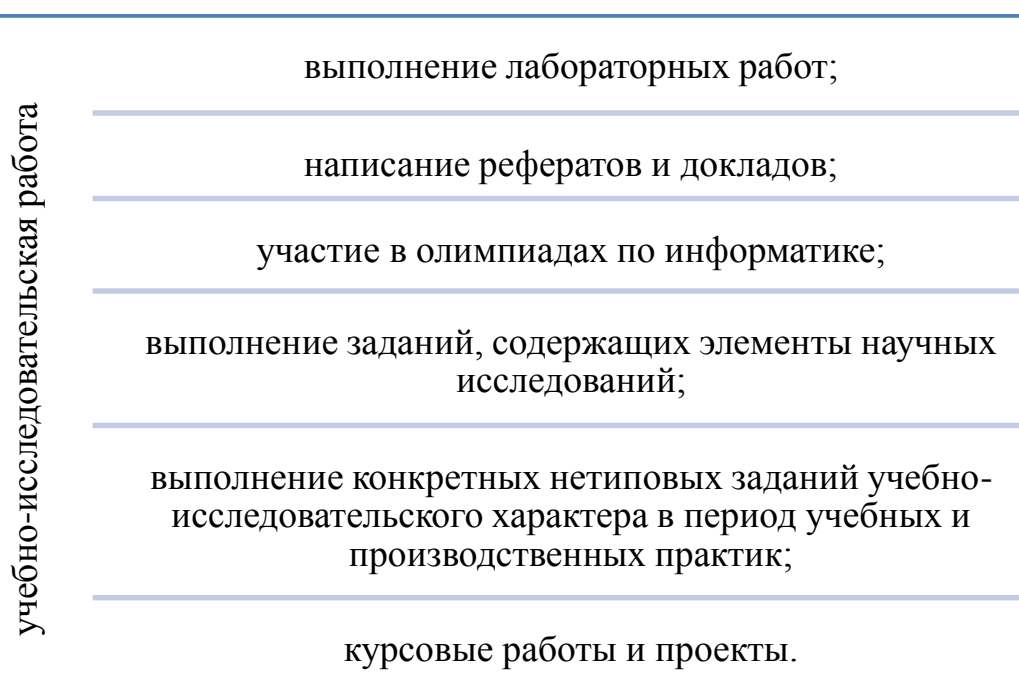 учебно-исследовательская работа
выполнение лабораторных работ;
написание рефератов и докладов;
участие в олимпиадах по информатике;
выполнение заданий, содержащих элементы научных
исследований;
выполнение конкретных нетиповых заданий учебно-
исследовательского характера в период учебных и
производственных практик;
курсовые работы и проекты.